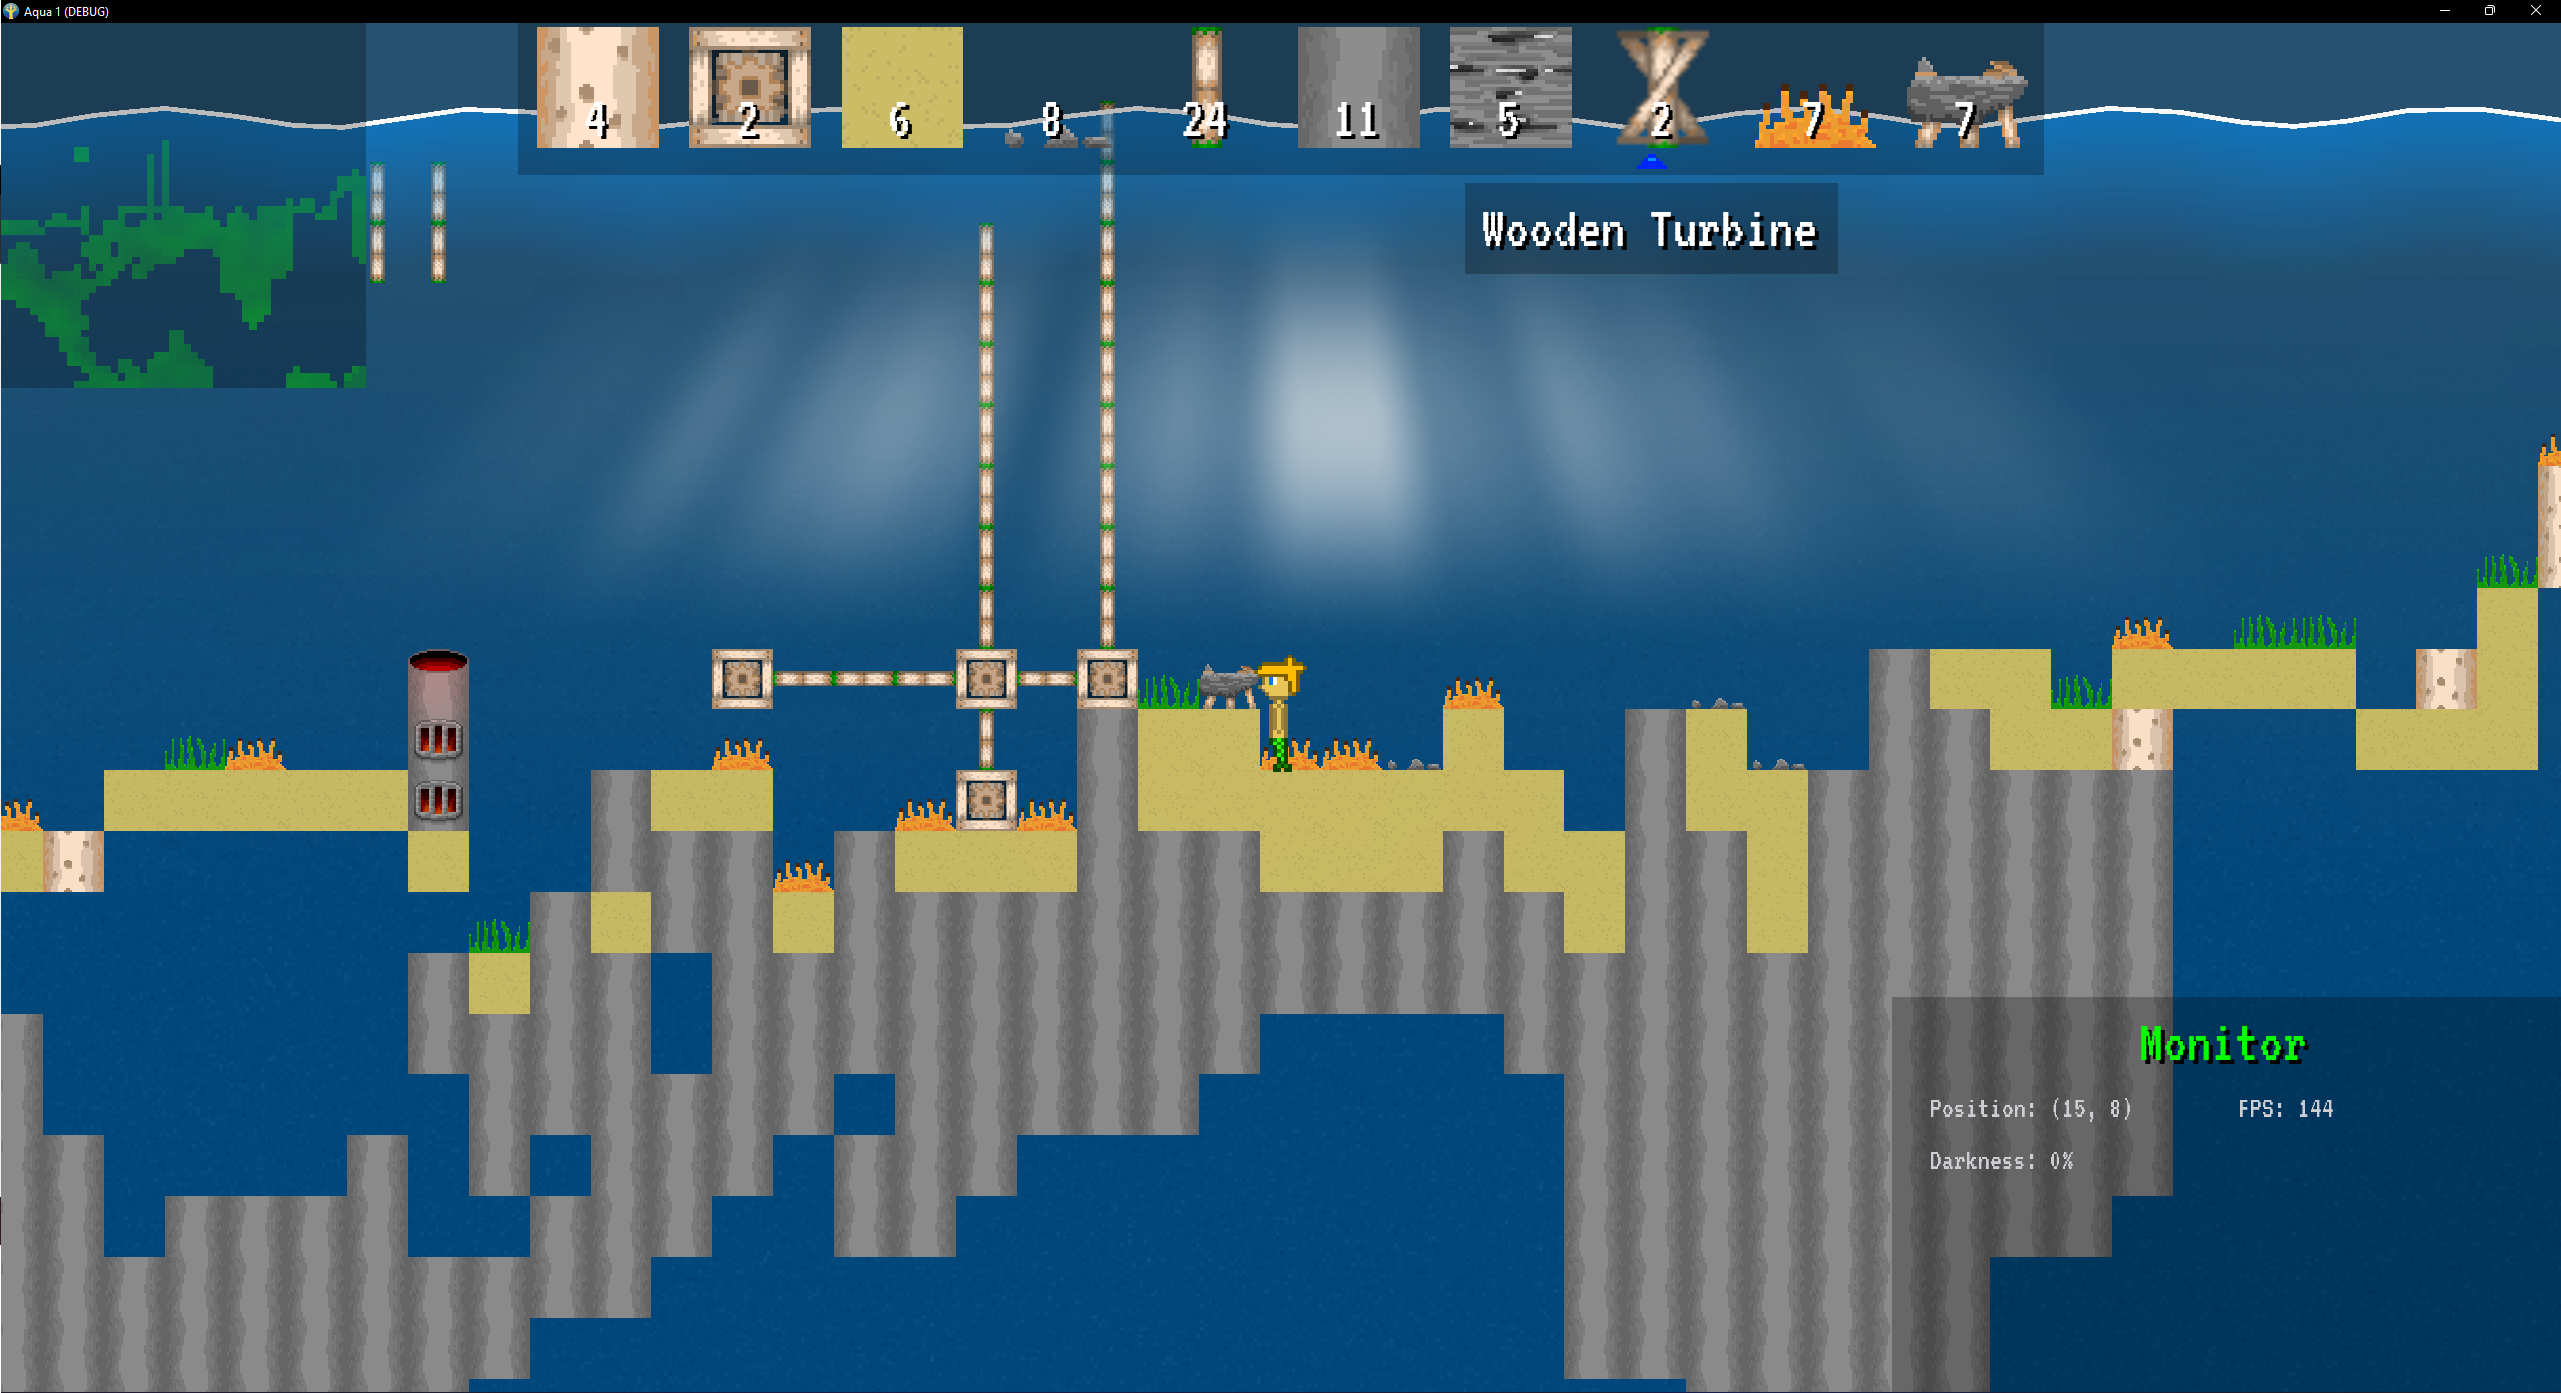 Aqua 1 (DEBUG)
4 2 6 8 24 11 5 2 7 7
Wooden Turbine
Monitor
Position: (15, 8) FPS: 144
Darkness: 0%